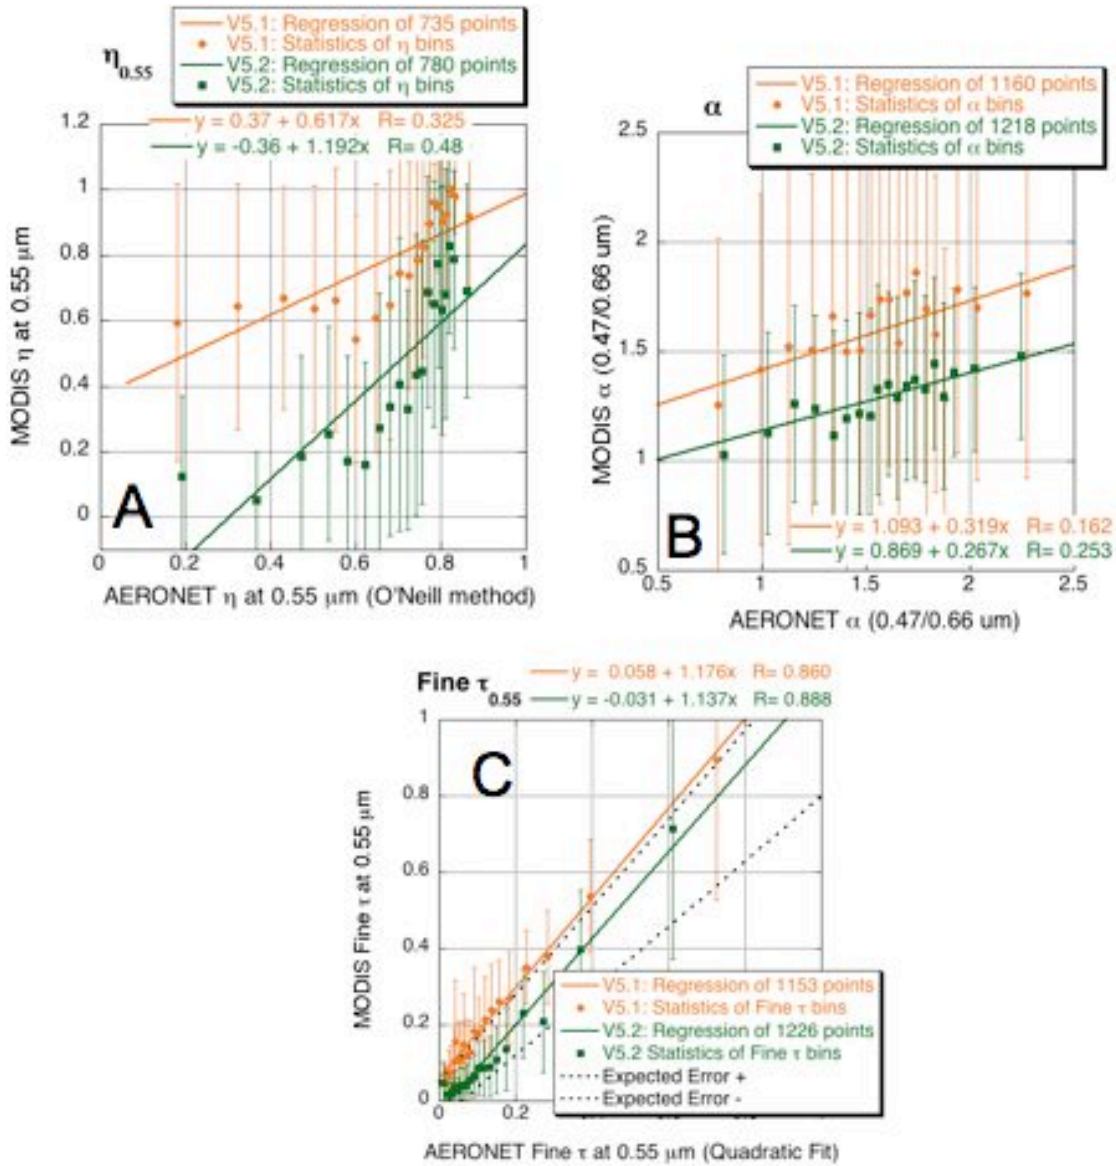 V5.1: Regression of 735 points
V5.1: Statistics of η bins
V5.2: Regression of 780 points
V5.2: Statistics of η bins
η0.55
y = 0.37 + 0.617x R= 0.325
y = -0.36 + 1.192x R= 0.48
1.2
1
0.8
0.6
0.4
0.2
0
MODIS η at 0.55 μm
A
0 0.2 0.4 0.6 0.8 1
AERONET η at 0.55 μm (O'Neill method)
V5.1: Regression of 1160 points
V5.1: Statistics of α bins
V5.2: Regression of 1218 points
V5.2: Statistics of α bins
α
2.5
2
1.5
1
0.5
MODIS α (0.47/0.66 um)
B
y = 1.093 + 0.319x R= 0.162
y = 0.869 + 0.267x R= 0.253
0.5 1 1.5 2 2.5
AERONET α (0.47/0.66 um)
Fine τ0.55
y = 0.058 + 1.176x R= 0.860
y = -0.031 + 1.137x R= 0.888
1
0.8
0.6
0.4
0.2
0
MODIS Fine τ at 0.55 μm
C
V5.1: Regression of 1153 points
V5.1: Statistics of Fine τ bins
V5.2: Regression of 1226 points
V5.2 Statistics of Fine τ bins
Expected Error +
Expected Error -
0 0.2
AERONET Fine τ at 0.55 μm (Quadratic Fit)